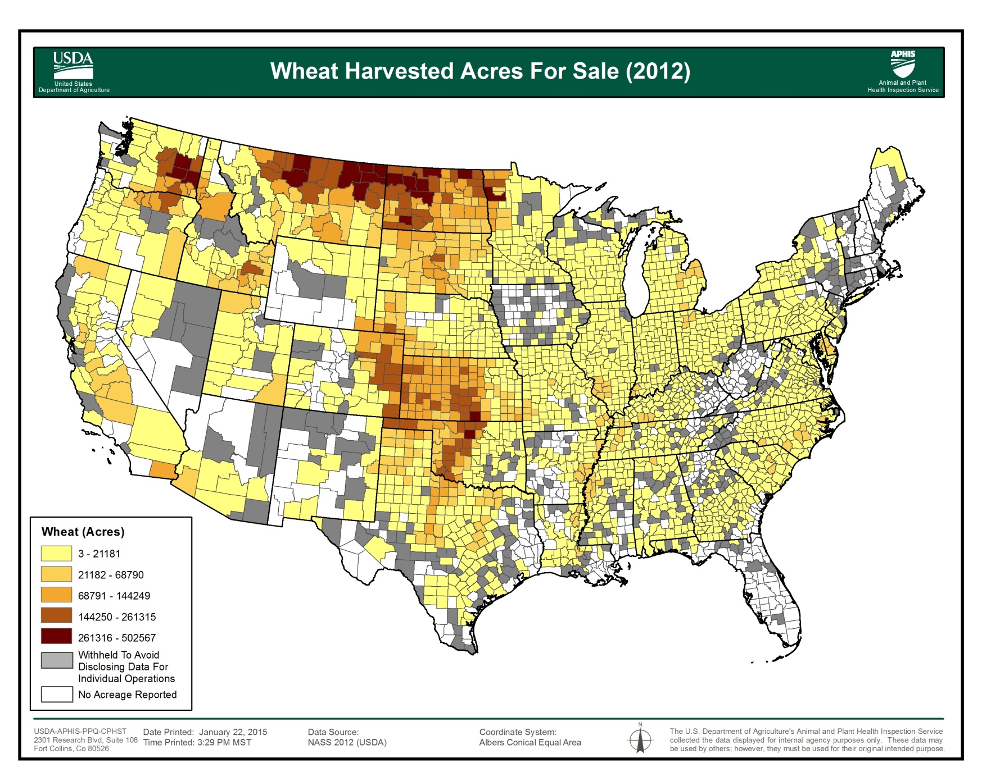 USDA
United States
Department of Agriculture
Wheat Harvested Acres For Sale (2012)
APHIS
Animal and Plant
Health Inspection Service
Wheat (Acres)
3 - 21181
21182 - 68790
68791 - 144249
144250 - 261315
261316 - 502567
Withheld To Avoid
Disclosing Data For
Individual Operations
No Acreage Reported
USDA-APHIS-PPQ-CPHST
2301 Research Blvd, Suite 108
Fort Collins, Co 80526
Date Printed: January 22, 2015
Time Printed: 3:29 PM MST
Data Source:
NASS 2012 (USDA)
Coordinate System:
Albers Conical Equal Area
N
The U.S. Department of Agriculture's Animal and Plant Health Inspection Service
collected the data displayed for internal agency purposes only. These data may
be used by others; however, they must be used for their original intended purpose.